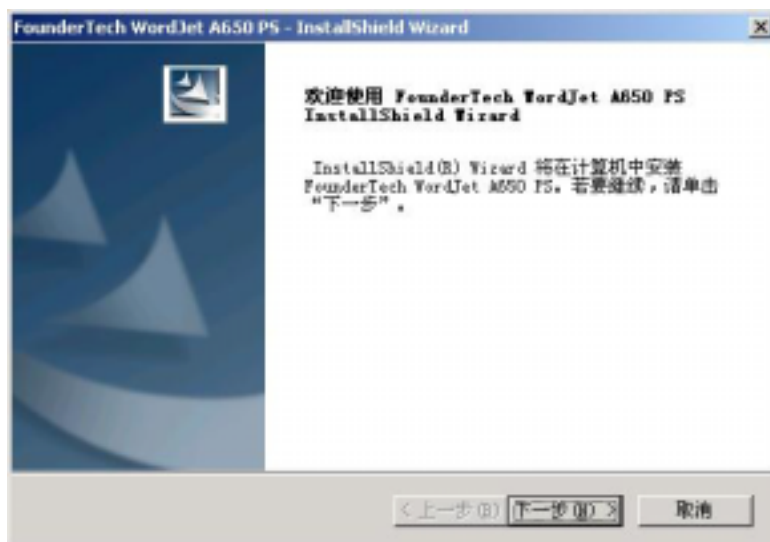 FounderTech WordJet A650 PS - InstallShield Wizard
欢迎使用 FounderTech WordJet A650 PS
InstallShield Wizard
InstallShield(R) Wizard 将在计算机中安装
FounderTech WordJet A650 PS。若要继续，请单击
“下一步”。
< 上一步(B)
下一步(N) >
取消